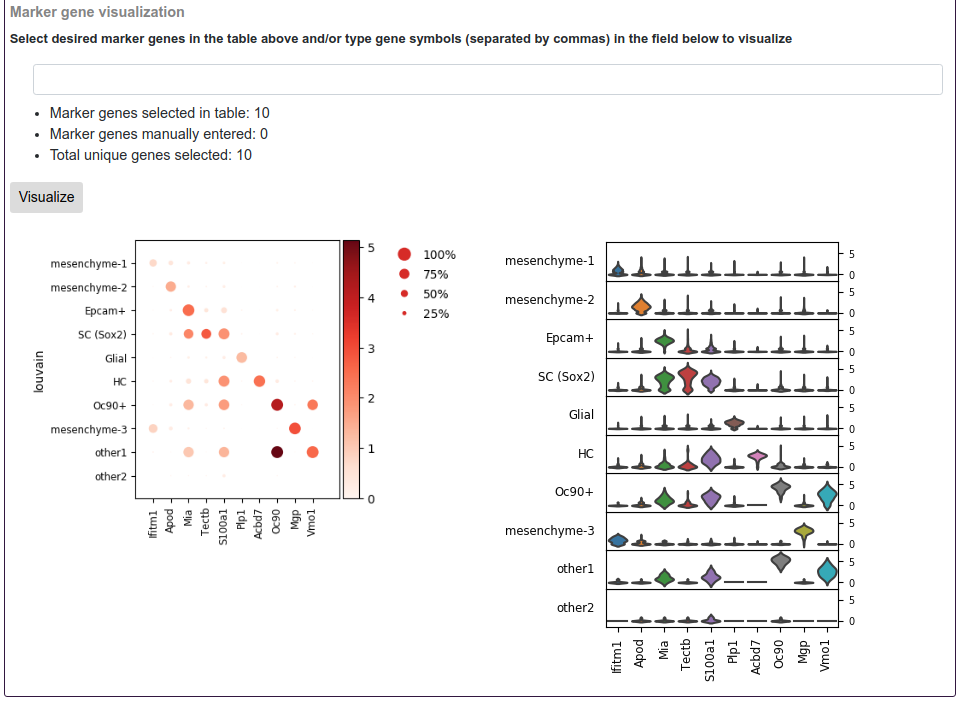 Marker gene visualization
Select desired marker genes in the table above and/or type gene symbols (separated by commas) in the field below to visualize
• Marker genes selected in table: 10
• Marker genes manually entered: 0
• Total unique genes selected: 10
Visualize
louvain
mesenchyme-1
mesenchyme-2
Epcam+
SC (Sox2)
Glial
HC
Oc90+
mesenchyme-3
other1
other2
Ifitm1
Apod
Mia
Tectb
S100a1
Plp1
Acbd7
Oc90
Mgp
Vmo1
5
4
3
2
1
0
100%
75%
50%
25%
mesenchyme-1
5
0
mesenchyme-2
5
0
Epcam+
5
0
SC (Sox2)
5
0
Glial
5
0
HC
5
0
Oc90+
5
0
mesenchyme-3
5
0
other1
5
0
other2
5
0
Ifitm1
Apod
Mia
Tectb
S100a1
Plp1
Acbd7
Oc90
Mgp
Vmo1